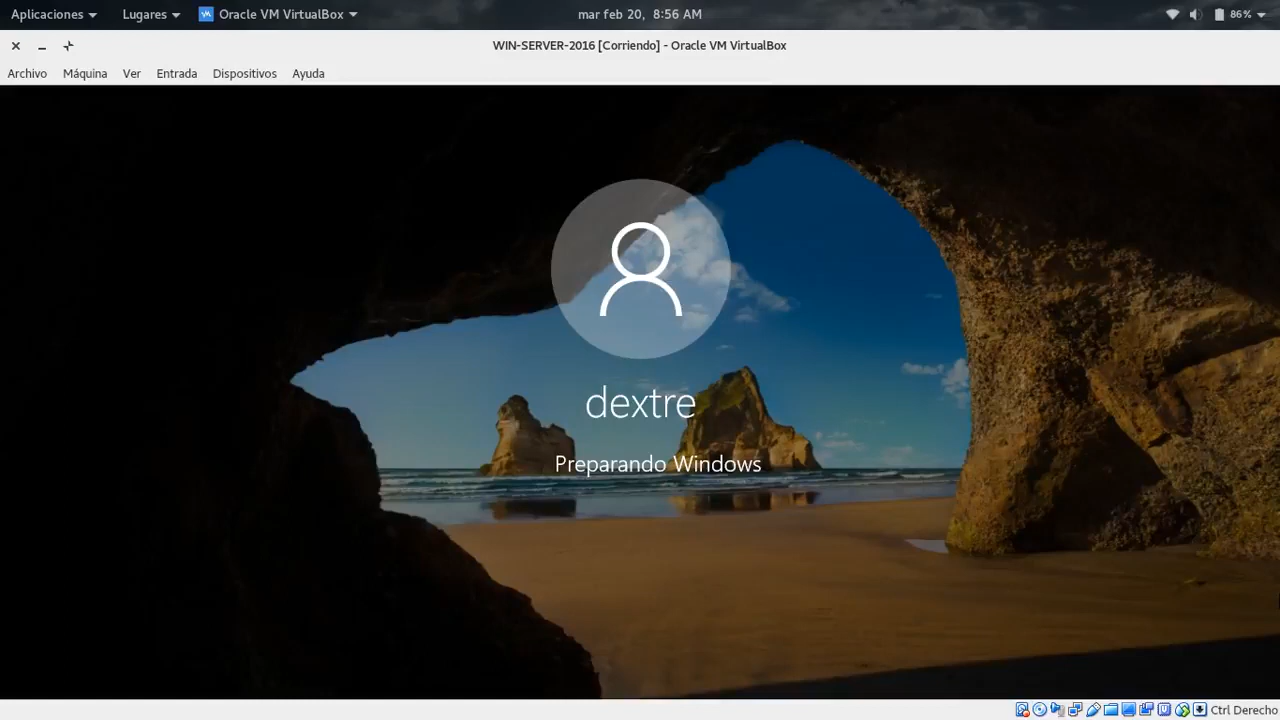 Aplicaciones Lugares Oracle VM VirtualBox mar feb 20, 8:56 AM 86%
WIN-SERVER-2016 [Corriendo] - Oracle VM VirtualBox
Archivo Máquina Ver Entrada Dispositivos Ayuda
dextre
Preparando Windows
Ctrl Derecho